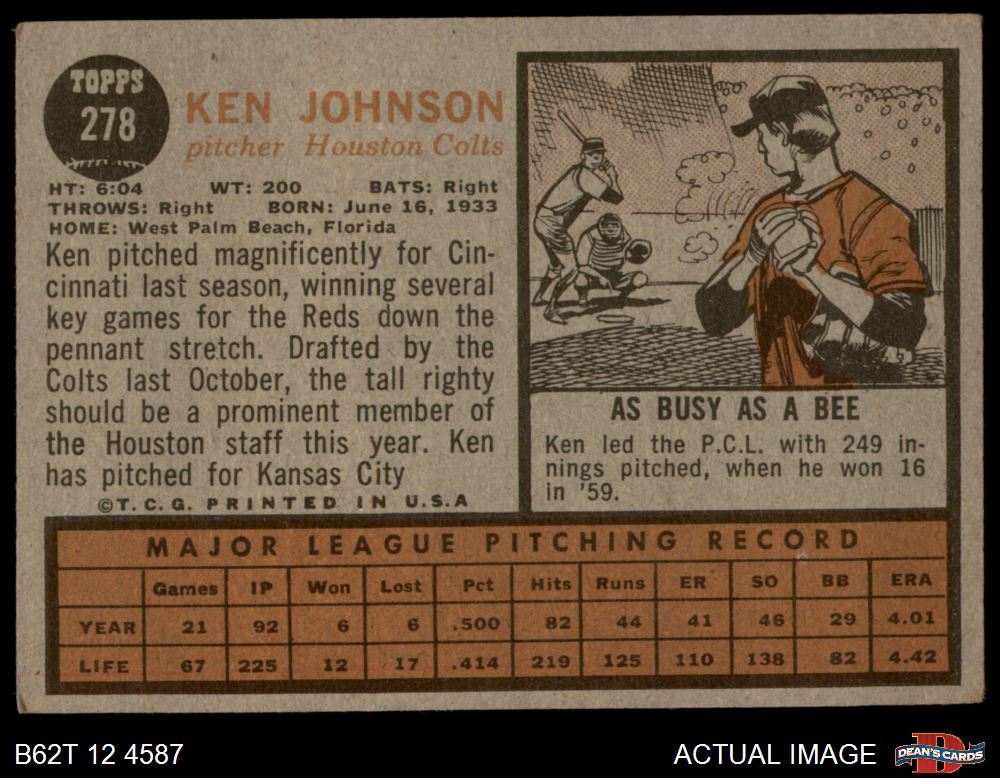 TOPPS
278
KEN JOHNSON
pitcher Houston Colts
HT: 6:04 WT: 200 BATS: Right
THROWS: Right BORN: June 16, 1933
HOME: West Palm Beach, Florida
Ken pitched magnificently for Cin-
cinnati last season, winning several
key games for the Reds down the
pennant stretch. Drafted by the
Colts last October, the tall righty
should be a prominent member of
the Houston staff this year. Ken
has pitched for Kansas City
©T.C.G. PRINTED IN U.S.A
AS BUSY AS A BEE
Ken led the P.C.L. with 249 in-
nings pitched, when he won 16
in '59.
MAJOR LEAGUE PITCHING RECORD
Games IP Won Lost Pct Hits Runs ER SO BB ERA
YEAR 21 92 6 6 .500 82 44 41 46 29 4.01
LIFE 67 225 12 17 .414 219 125 110 138 82 4.42
B62T 12 4587
ACTUAL IMAGE
D
DEAN'S CARDS